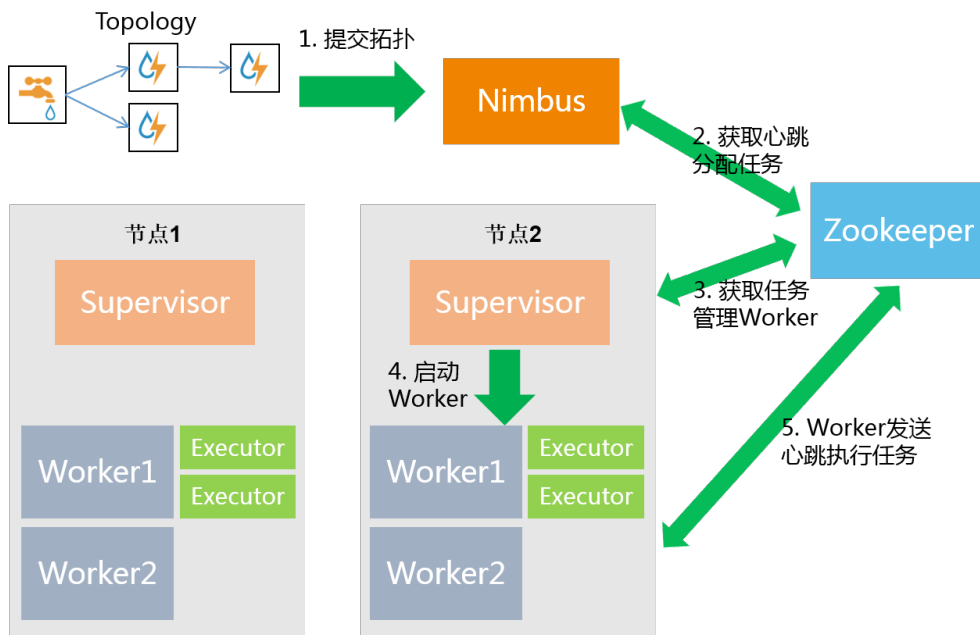 Topology
1. 提交拓扑
Nimbus
2. 获取心跳
分配任务
Zookeeper
节点1
Supervisor
Worker1
Executor
Executor
Worker2
节点2
Supervisor
3. 获取任务
管理Worker
4. 启动
Worker
Worker1
Executor
Executor
Worker2
5. Worker发送
心跳执行任务